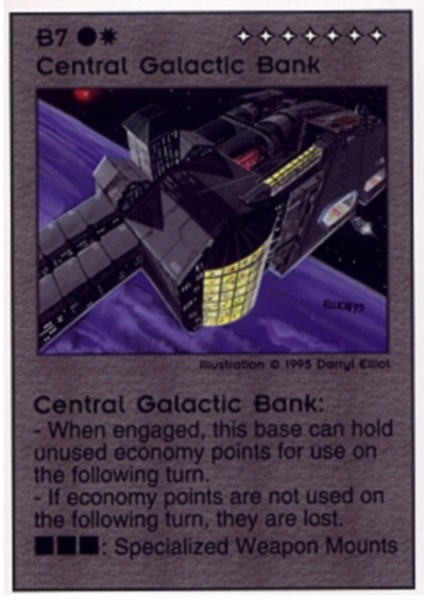 B7
Central Galactic Bank
ELLIOTT
Illustration © 1995 Darryl Elliot
Central Galactic Bank:
- When engaged, this base can hold
unused economy points for use on
the following turn.
- If economy points are not used on
the following turn, they are lost.
■■■: Specialized Weapon Mounts